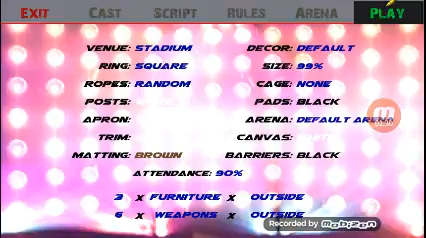 EXIT CAST SCRIPT RULES ARENA PLAY
VENUE: STADIUM DECOR: DEFAULT
RING: SQUARE SIZE: 99%
ROPES: RANDOM CAGE: NONE
POSTS: PADS: BLACK
APRON: ARENA: DEFAULT ARENA
TRIM: CANVAS: WHITE
MATTING: BROWN BARRIERS: BLACK
ATTENDANCE: 90%
X FURNITURE X OUTSIDE
6 X WEAPONS X OUTSIDE
Recorded by Mobizen